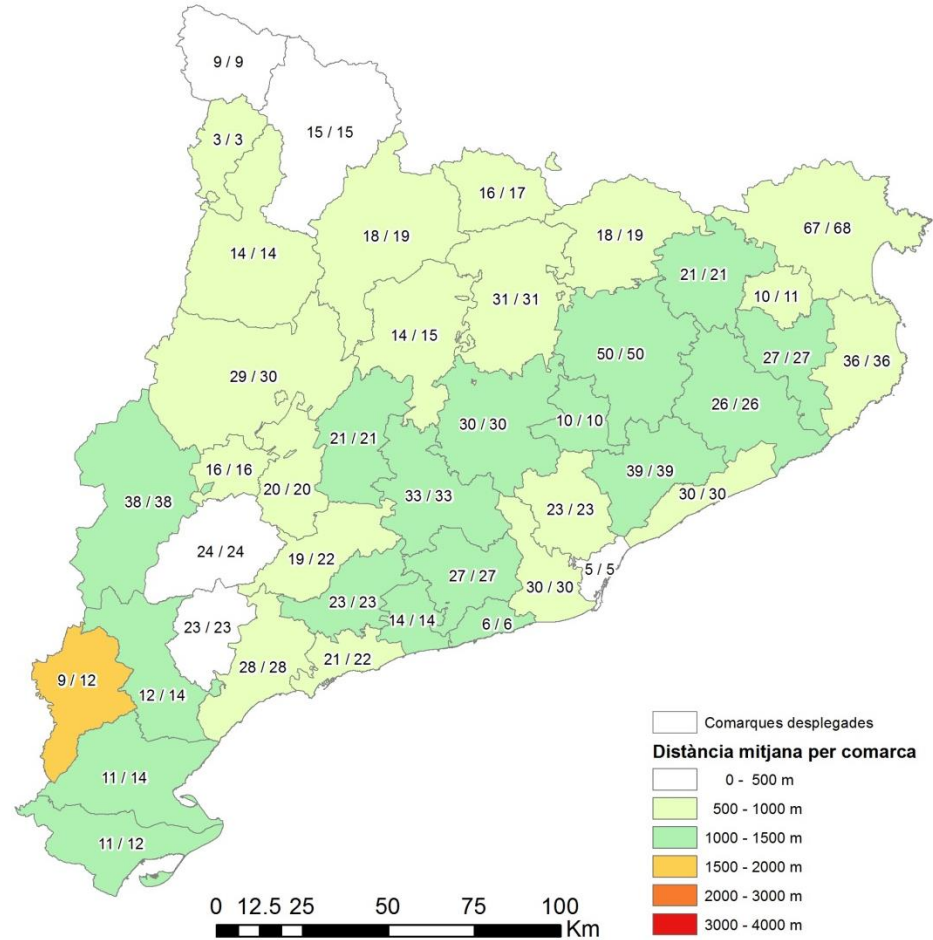 9 / 9
15 / 15
3 / 3
16 / 17
18 / 19
18 / 19
67 / 68
14 / 14
21 / 21
10 / 11
31 / 31
14 / 15
50 / 50
27 / 27
36 / 36
29 / 30
26 / 26
30 / 30
10 / 10
21 / 21
16 / 16
39 / 39
20 / 20
33 / 33
30 / 30
38 / 38
23 / 23
24 / 24
19 / 22
5 / 5
27 / 27
30 / 30
23 / 23
14 / 14
6 / 6
23 / 23
28 / 28
21 / 22
9 / 12
12 / 14
11 / 14
11 / 12
Comarques desplegades
Distància mitjana per comarca
0 - 500 m
500 - 1000 m
1000 - 1500 m
1500 - 2000 m
2000 - 3000 m
3000 - 4000 m
0 12.5 25 50 75 100
Km